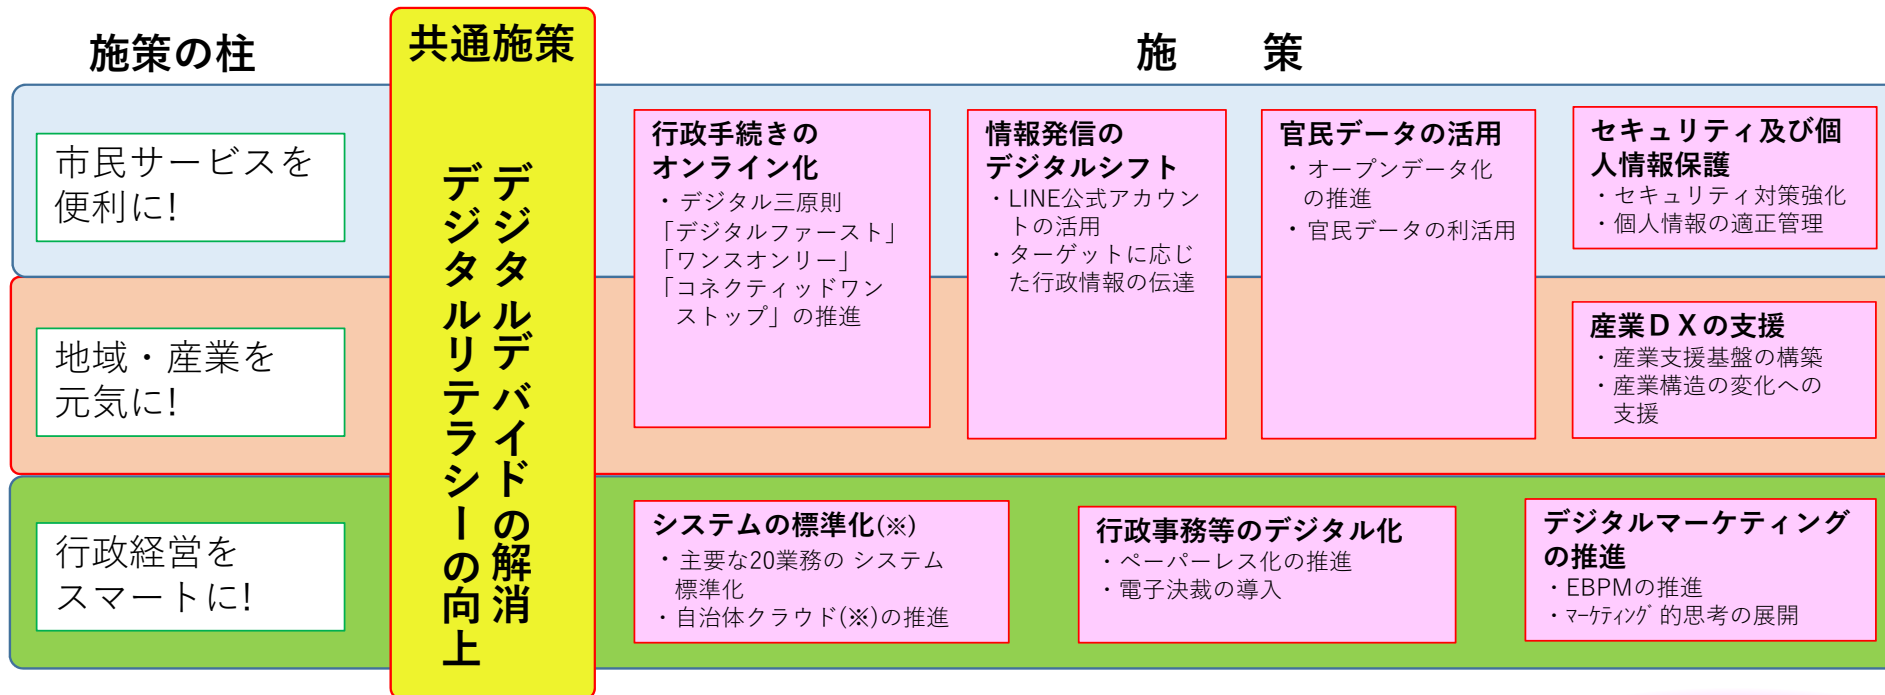 施策の柱
共通施策
施 策
市民サービスを
便利に!
地域・産業を
元気に!
行政経営を
スマートに!
デジタルデバイドの解消
デジタルリテラシーの向上
行政手続きの
オンライン化
・デジタル三原則
「デジタルファースト」
「ワンスオンリー」
「コネクティッドワン
ストップ」の推進
情報発信の
デジタルシフト
・LINE公式アカウン
トの活用
・ターゲットに応じ
た行政情報の伝達
官民データの活用
・オープンデータ化
の推進
・官民データの利活用
セキュリティ及び個
人情報保護
・セキュリティ対策強化
・個人情報の適正管理
産業ＤＸの支援
・産業支援基盤の構築
・産業構造の変化への
支援
システムの標準化(※)
・主要な20業務の システム
標準化
・自治体クラウド(※)の推進
行政事務等のデジタル化
・ペーパーレス化の推進
・電子決裁の導入
デジタルマーケティング
の推進
・EBPMの推進
・ﾏｰｹﾃｨﾝｸﾞ的思考の展開